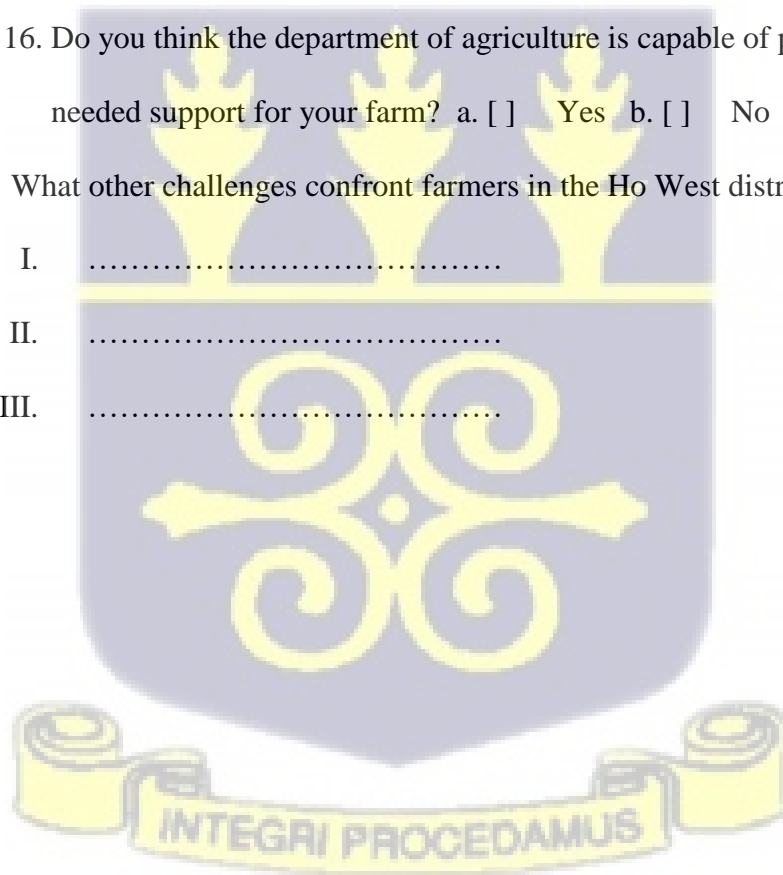 16. Do you think the department of agriculture is capable of p
needed support for your farm? a. [ ] Yes b. [ ] No
What other challenges confront farmers in the Ho West distr
I. …………………………………
II. …………………………………
III. …………………………………
INTEGRI PROCEDAMUS